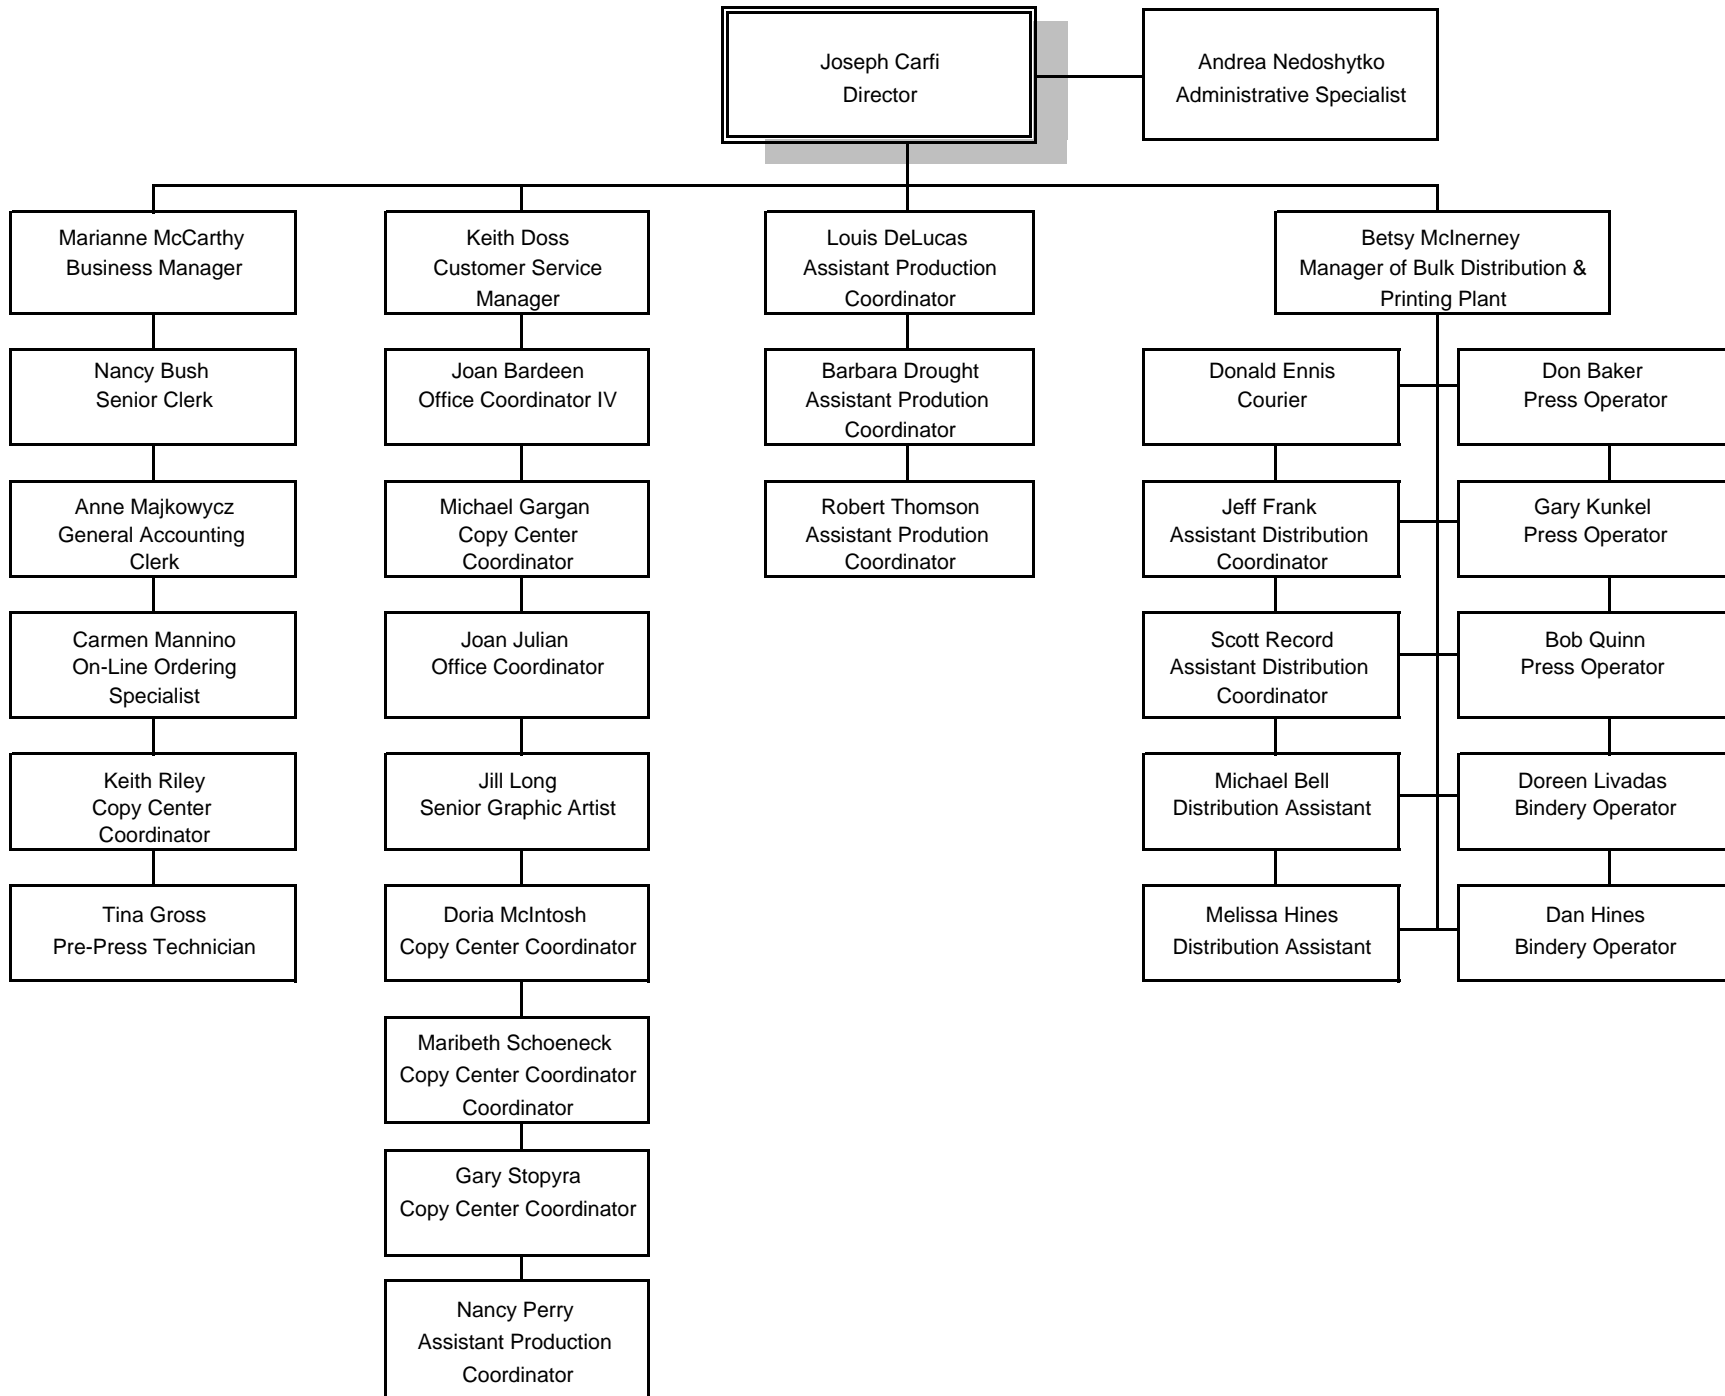 Joseph Carfi
Director
Andrea Nedoshytko
Administrative Specialist
Marianne McCarthy
Business Manager
Keith Doss
Customer Service
Manager
Louis DeLucas
Assistant Production
Coordinator
Betsy McInerney
Manager of Bulk Distribution &
Printing Plant
Nancy Bush
Senior Clerk
Joan Bardeen
Office Coordinator IV
Barbara Drought
Assistant Prodution
Coordinator
Donald Ennis
Courier
Don Baker
Press Operator
Anne Majkowycz
General Accounting
Clerk
Michael Gargan
Copy Center
Coordinator
Robert Thomson
Assistant Prodution
Coordinator
Jeff Frank
Assistant Distribution
Coordinator
Gary Kunkel
Press Operator
Carmen Mannino
On-Line Ordering
Specialist
Joan Julian
Office Coordinator
Scott Record
Assistant Distribution
Coordinator
Bob Quinn
Press Operator
Keith Riley
Copy Center
Coordinator
Jill Long
Senior Graphic Artist
Michael Bell
Distribution Assistant
Doreen Livadas
Bindery Operator
Tina Gross
Pre-Press Technician
Doria McIntosh
Copy Center Coordinator
Melissa Hines
Distribution Assistant
Dan Hines
Bindery Operator
Maribeth Schoeneck
Copy Center Coordinator
Coordinator
Gary Stopyra
Copy Center Coordinator
Nancy Perry
Assistant Production
Coordinator